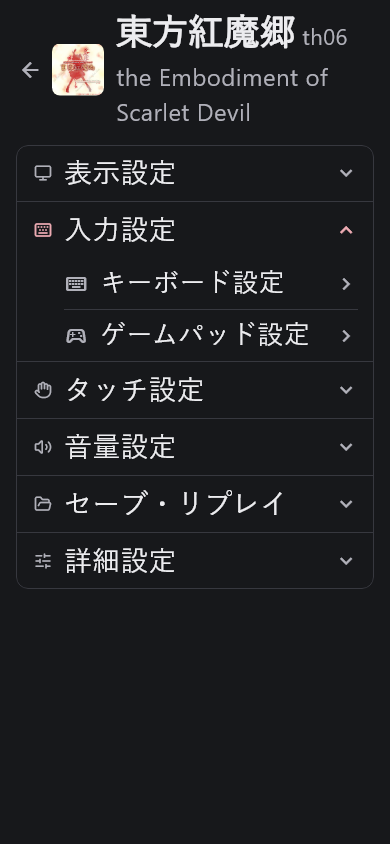 東方紅魔郷 th06
the Embodiment of
Scarlet Devil
表示設定
入力設定
キーボード設定
ゲームパッド設定
タッチ設定
音量設定
セーブ・リプレイ
詳細設定